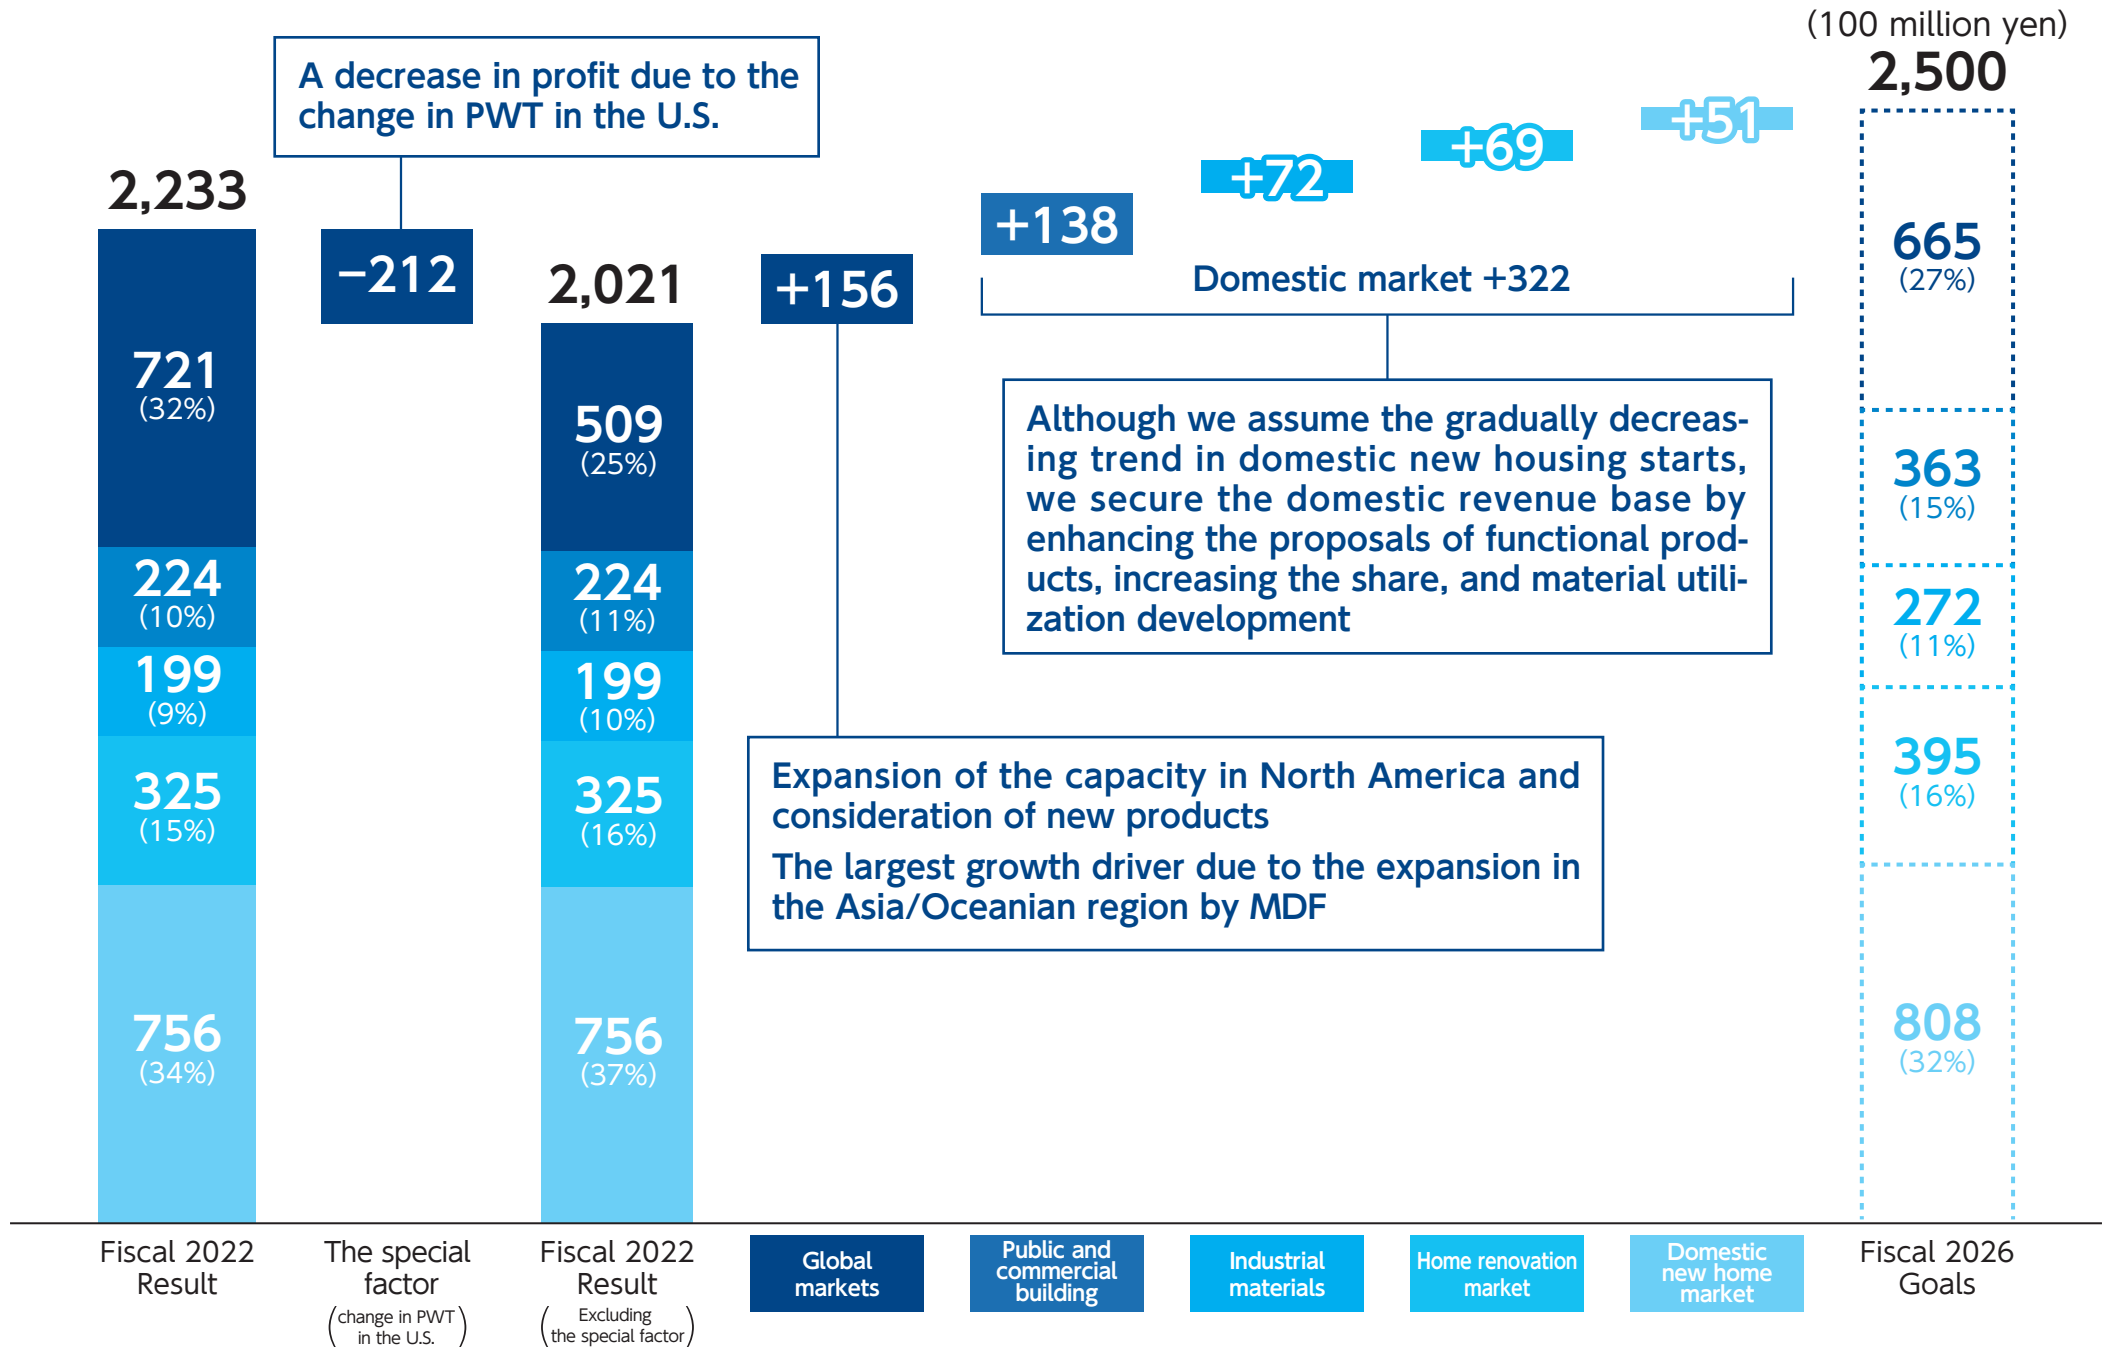 (100 million yen)
A decrease in profit due to the
change in PWT in the U.S.
2,233
721
(32%)
224
(10%)
199
(9%)
325
(15%)
756
(34%)
−212
2,021
509
(25%)
224
(11%)
199
(10%)
325
(16%)
756
(37%)
+156
+138
+72
+69
+51
Domestic market +322
Although we assume the gradually decreas-
ing trend in domestic new housing starts,
we secure the domestic revenue base by
enhancing the proposals of functional prod-
ucts, increasing the share, and material utili-
zation development
Expansion of the capacity in North America and
consideration of new products
The largest growth driver due to the expansion in
the Asia/Oceanian region by MDF
2,500
665
(27%)
363
(15%)
272
(11%)
395
(16%)
808
(32%)
Fiscal 2022
Result
The special
factor
(change in PWT
in the U.S.)
Fiscal 2022
Result
(Excluding
the special factor)
Global
markets
Public and
commercial
building
Industrial
materials
Home renovation
market
Domestic
new home
market
Fiscal 2026
Goals